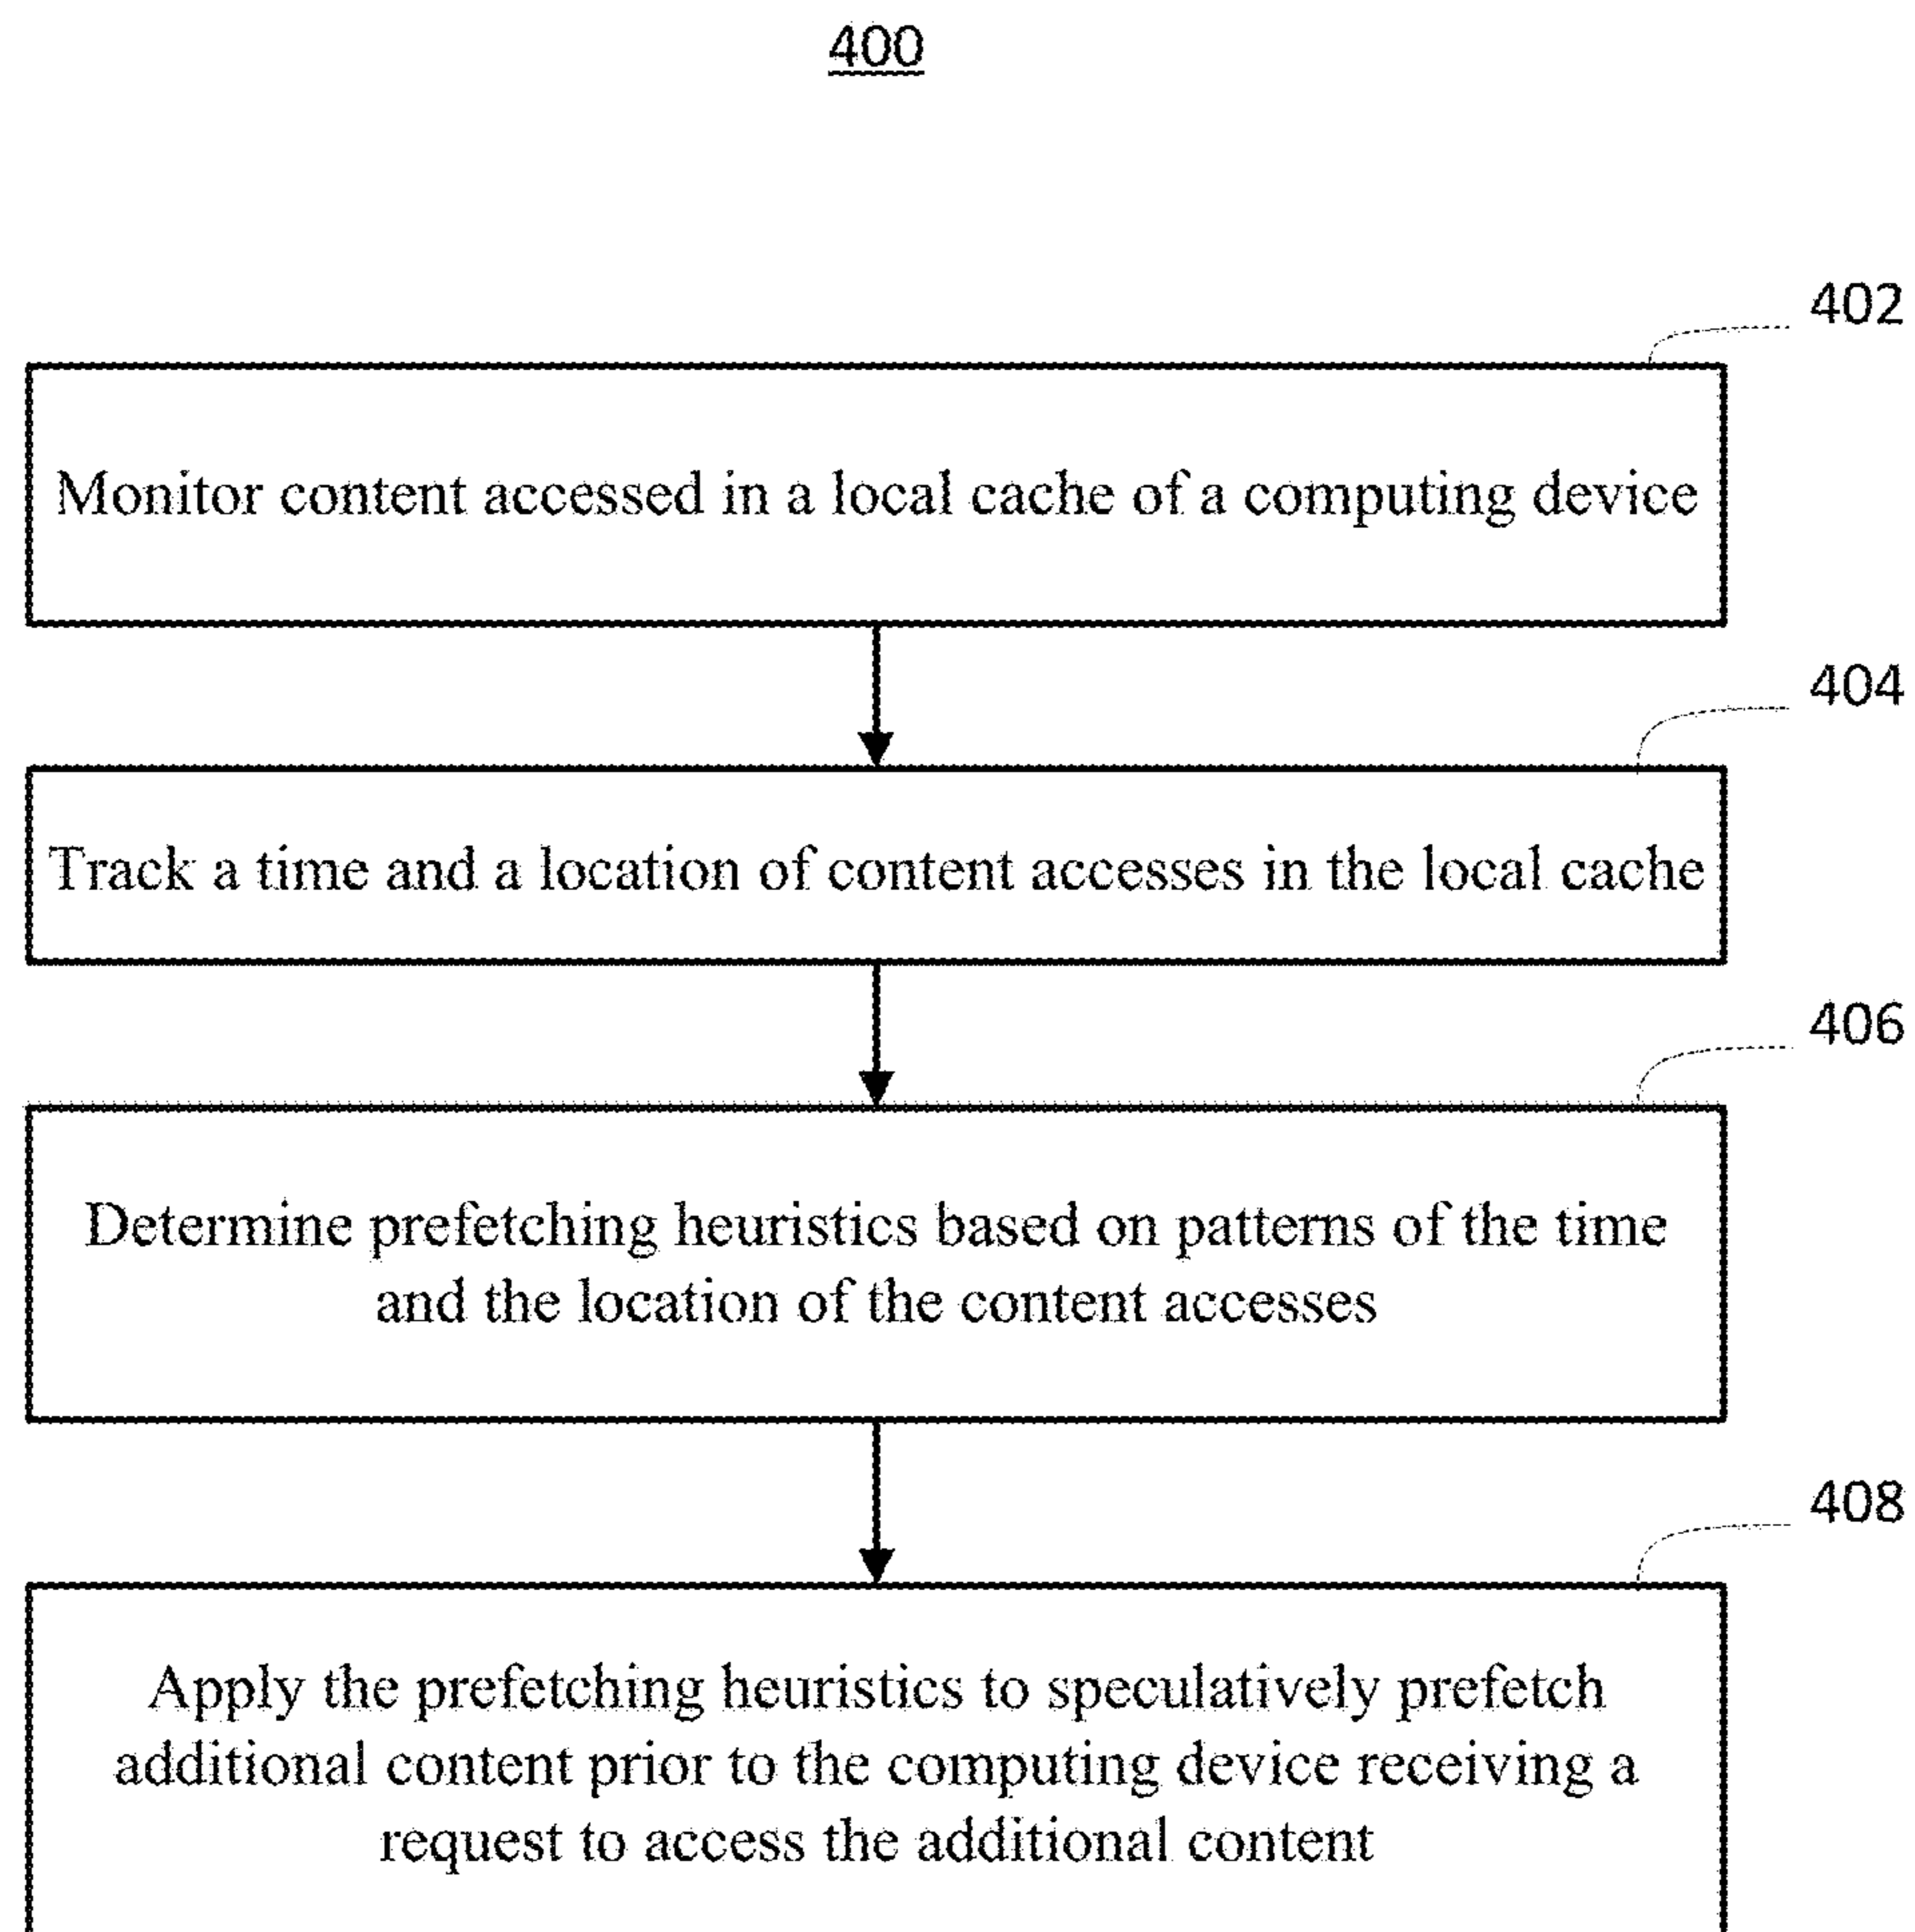 400
402
Monitor content accessed in a local cache of a computing device
404
Track a time and a location of content accesses in the local cache
406
Determine prefetching heuristics based on patterns of the time
and the location of the content accesses
408
Apply the prefetching heuristics to speculatively prefetch
additional content prior to the computing device receiving a
request to access the additional content